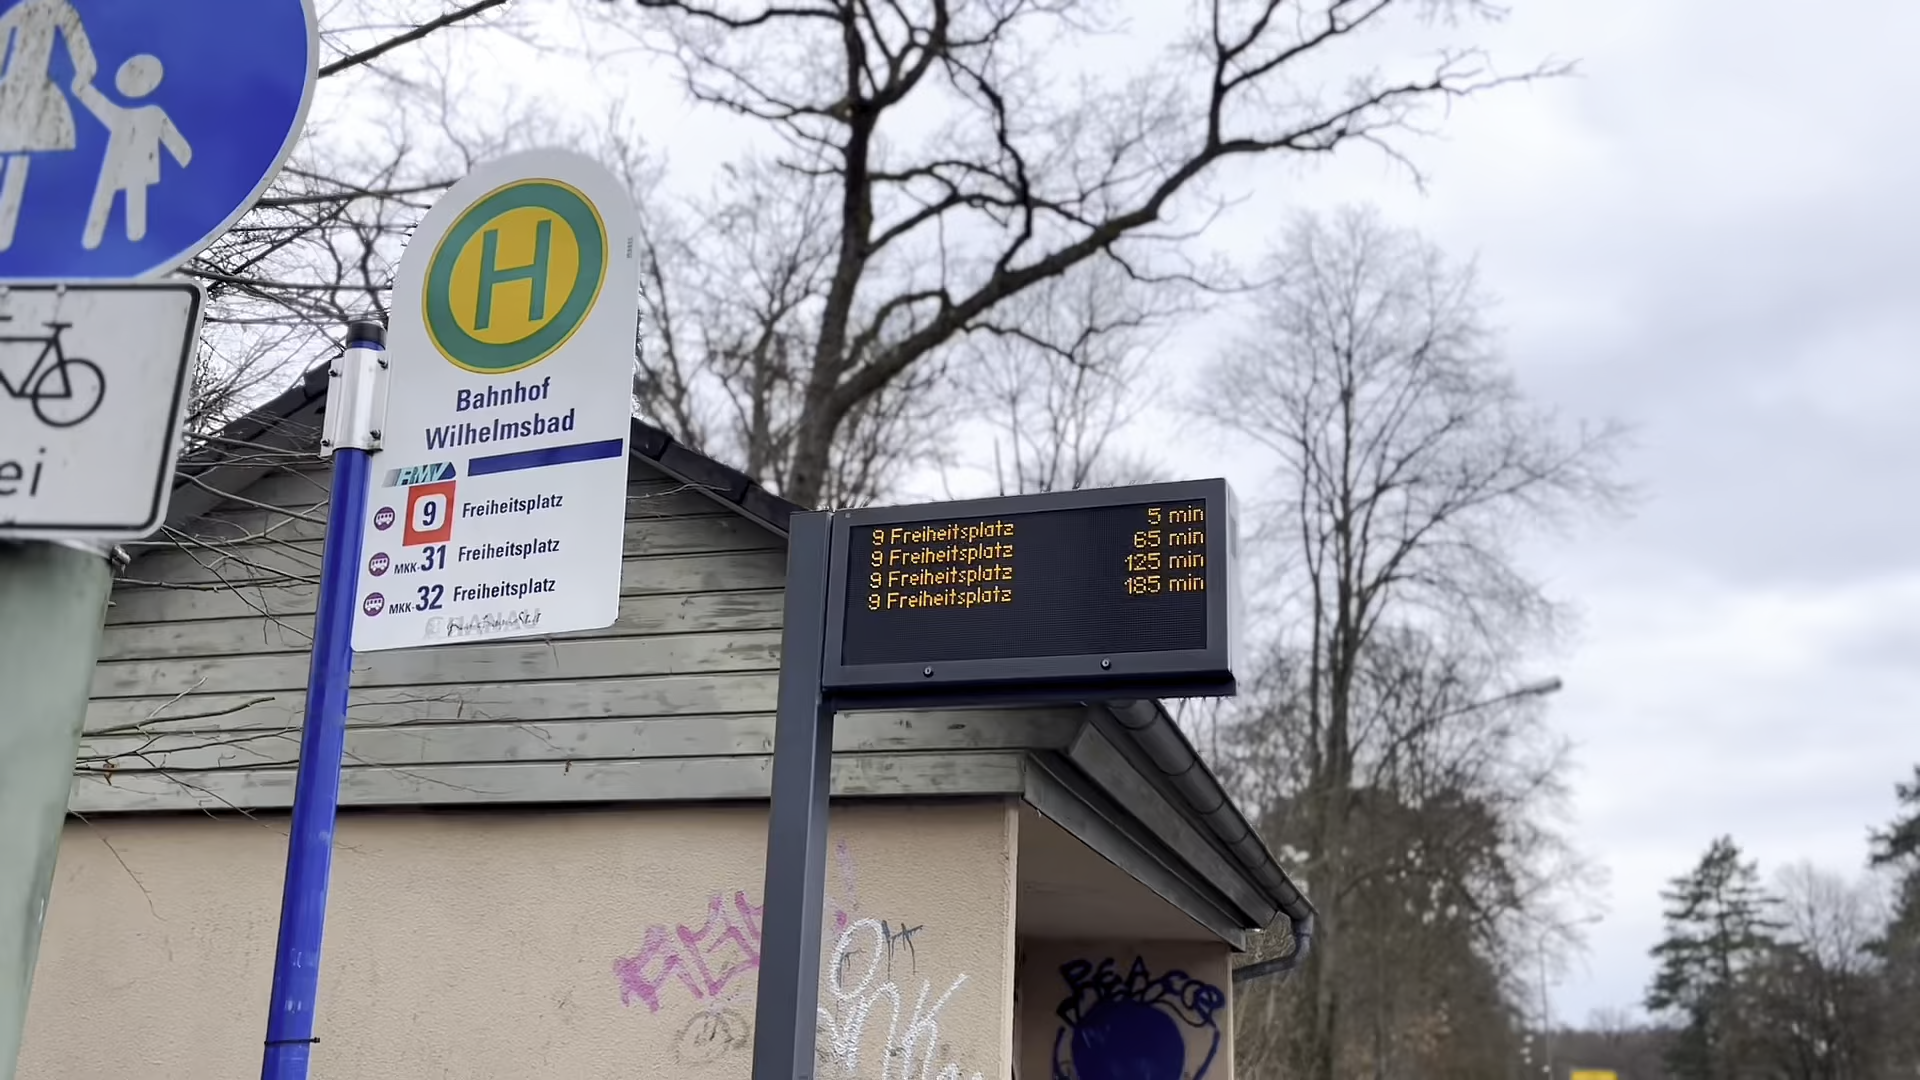 ei
H
Bahnhof
Wilhelmsbad
RMV
9 Freiheitsplatz
MKK-31 Freiheitsplatz
MKK-32 Freiheitsplatz
HANAU
9 Freiheitsplatz 5 min
9 Freiheitsplatz 65 min
9 Freiheitsplatz 125 min
9 Freiheitsplatz 185 min